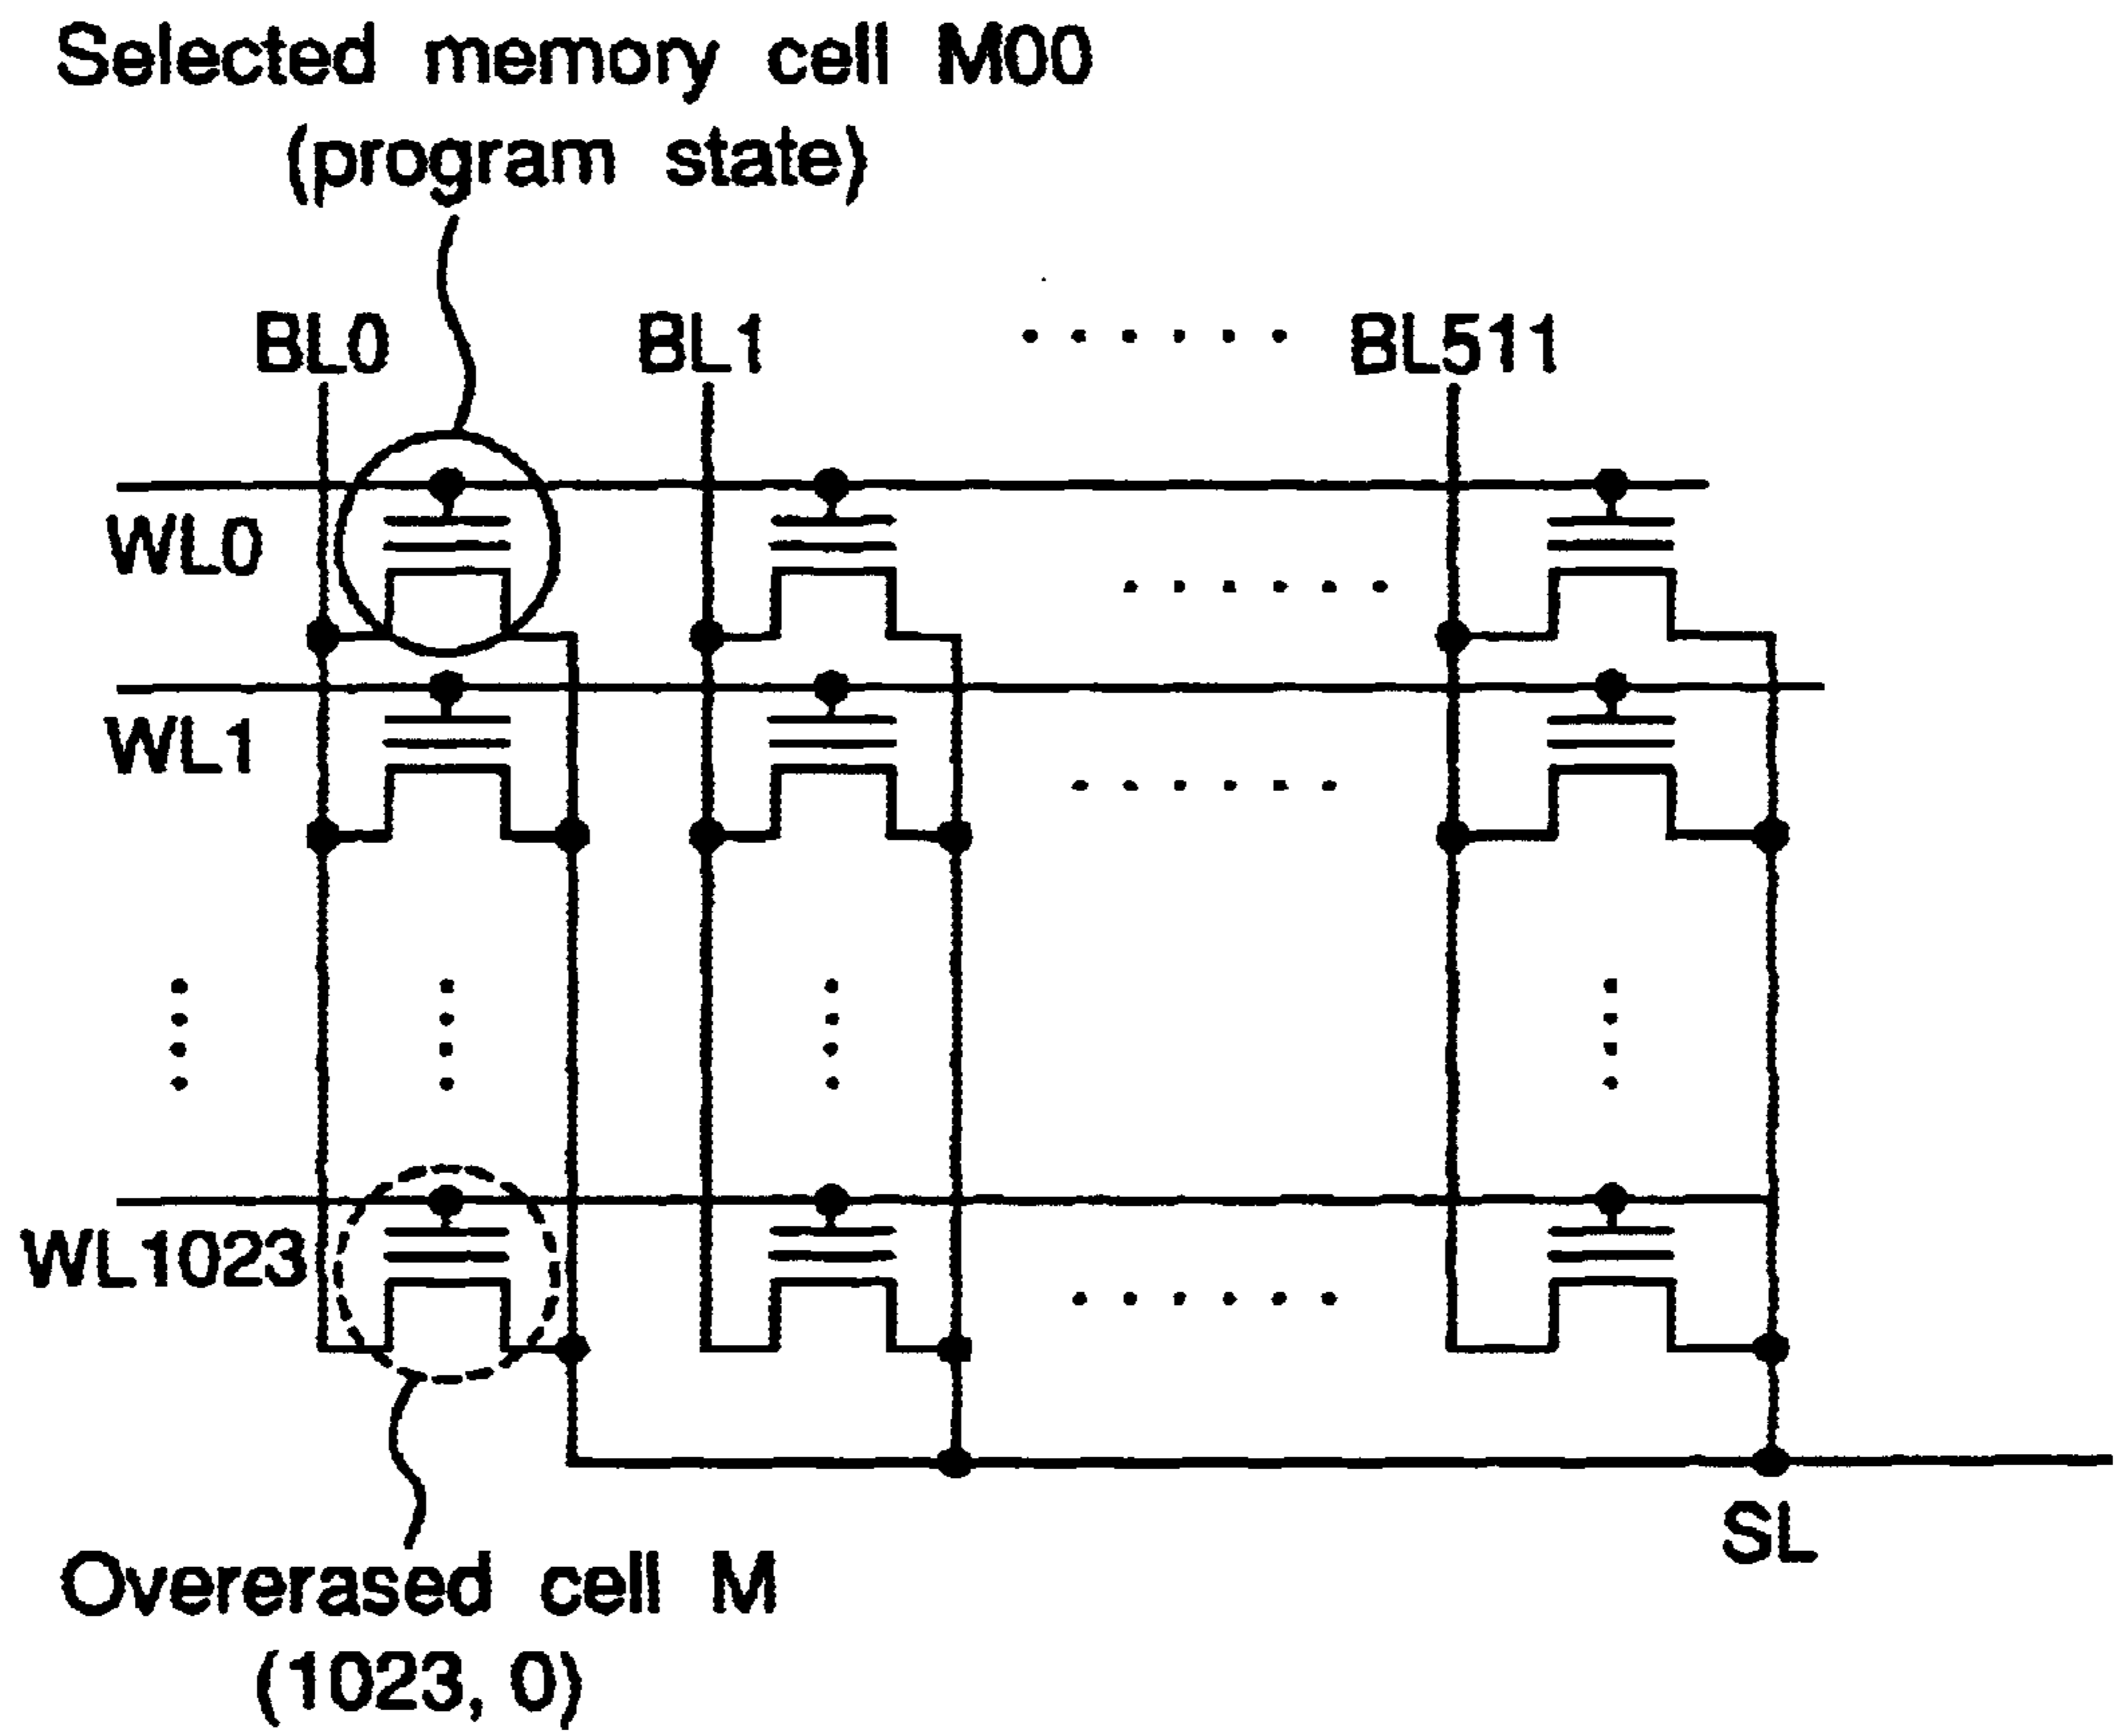 Selected memory cell M00
(program state)
BL0 BL1 ...... BL511
WL0
......
WL1
......
WL1023
......
SL
Overerased cell M
(1023, 0)